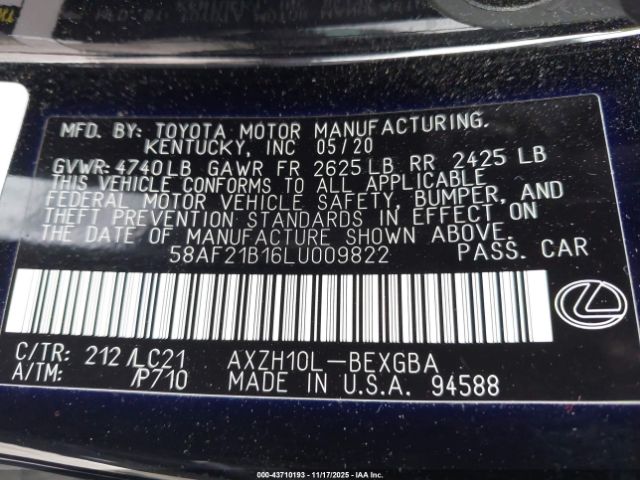 MFD. BY: TOYOTA MOTOR MANUFACTURING,
KENTUCKY, INC 05/20
GVWR: 4740LB GAWR FR 2625 LB RR 2425 LB
THIS VEHICLE CONFORMS TO ALL APPLICABLE
FEDERAL MOTOR VEHICLE SAFETY, BUMPER, AND
THEFT PREVENTION STANDARDS IN EFFECT ON
THE DATE OF MANUFACTURE SHOWN ABOVE.
58AF21B16LU009822 PASS. CAR
C/TR: 212 /LC21 AXZH10L-BEXGBA
A/TM: /P710 MADE IN U.S.A. 94588
000-43710193 - 11/17/2025 - IAAI.COM